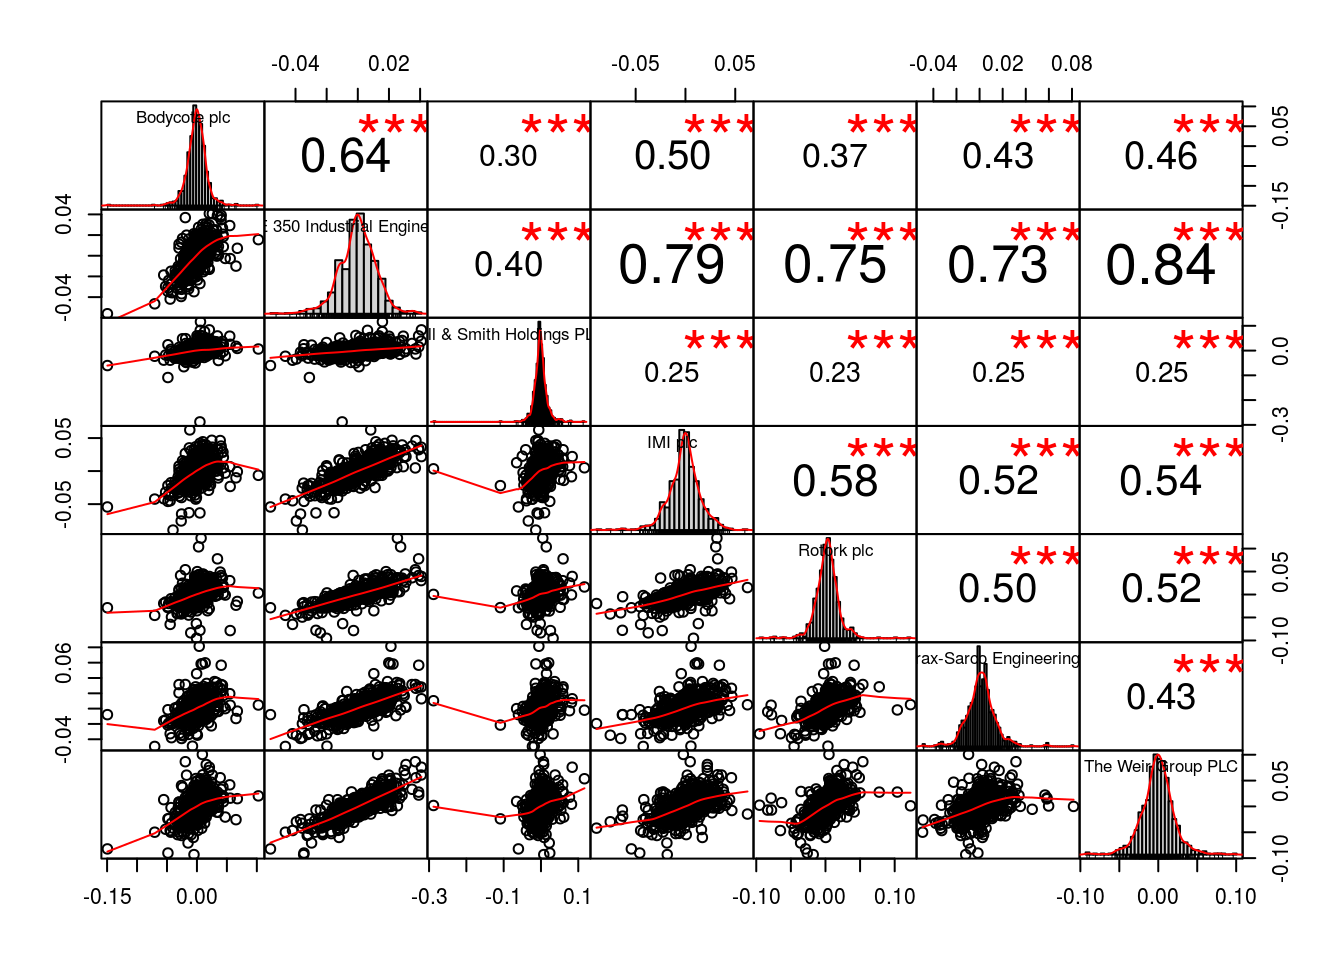 -0.04 0.02 -0.05 0.05 -0.04 0.02 0.08
Bodycote plc *** 0.64 *** 0.30 *** 0.50 *** 0.37 *** 0.43 *** 0.46 -0.15 0.05
-0.04 0.04 E 350 Industrial Engine *** 0.40 *** 0.79 *** 0.75 *** 0.73 *** 0.84
ll & Smith Holdings PL *** 0.25 *** 0.23 *** 0.25 *** 0.25 -0.3 0.0
-0.05 0.05 IMI plc *** 0.58 *** 0.52 *** 0.54
Rotork plc *** 0.50 *** 0.52 -0.10 0.05
-0.04 0.06 rax-Sarco Engineering *** 0.43
The Weir Group PLC -0.10 0.05
-0.15 0.00 -0.3 -0.1 0.1 -0.10 0.00 0.10 -0.10 0.00 0.10